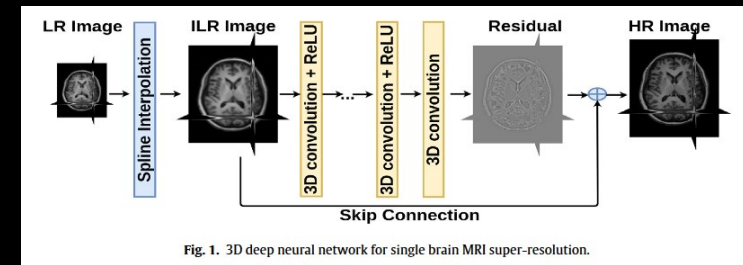 LR Image
ILR Image
Residual
HR Image
Spline Interpolation
3D convolution + ReLU
...
3D convolution + ReLU
3D convolution
Skip Connection
Fig. 1. 3D deep neural network for single brain MRI super-resolution.